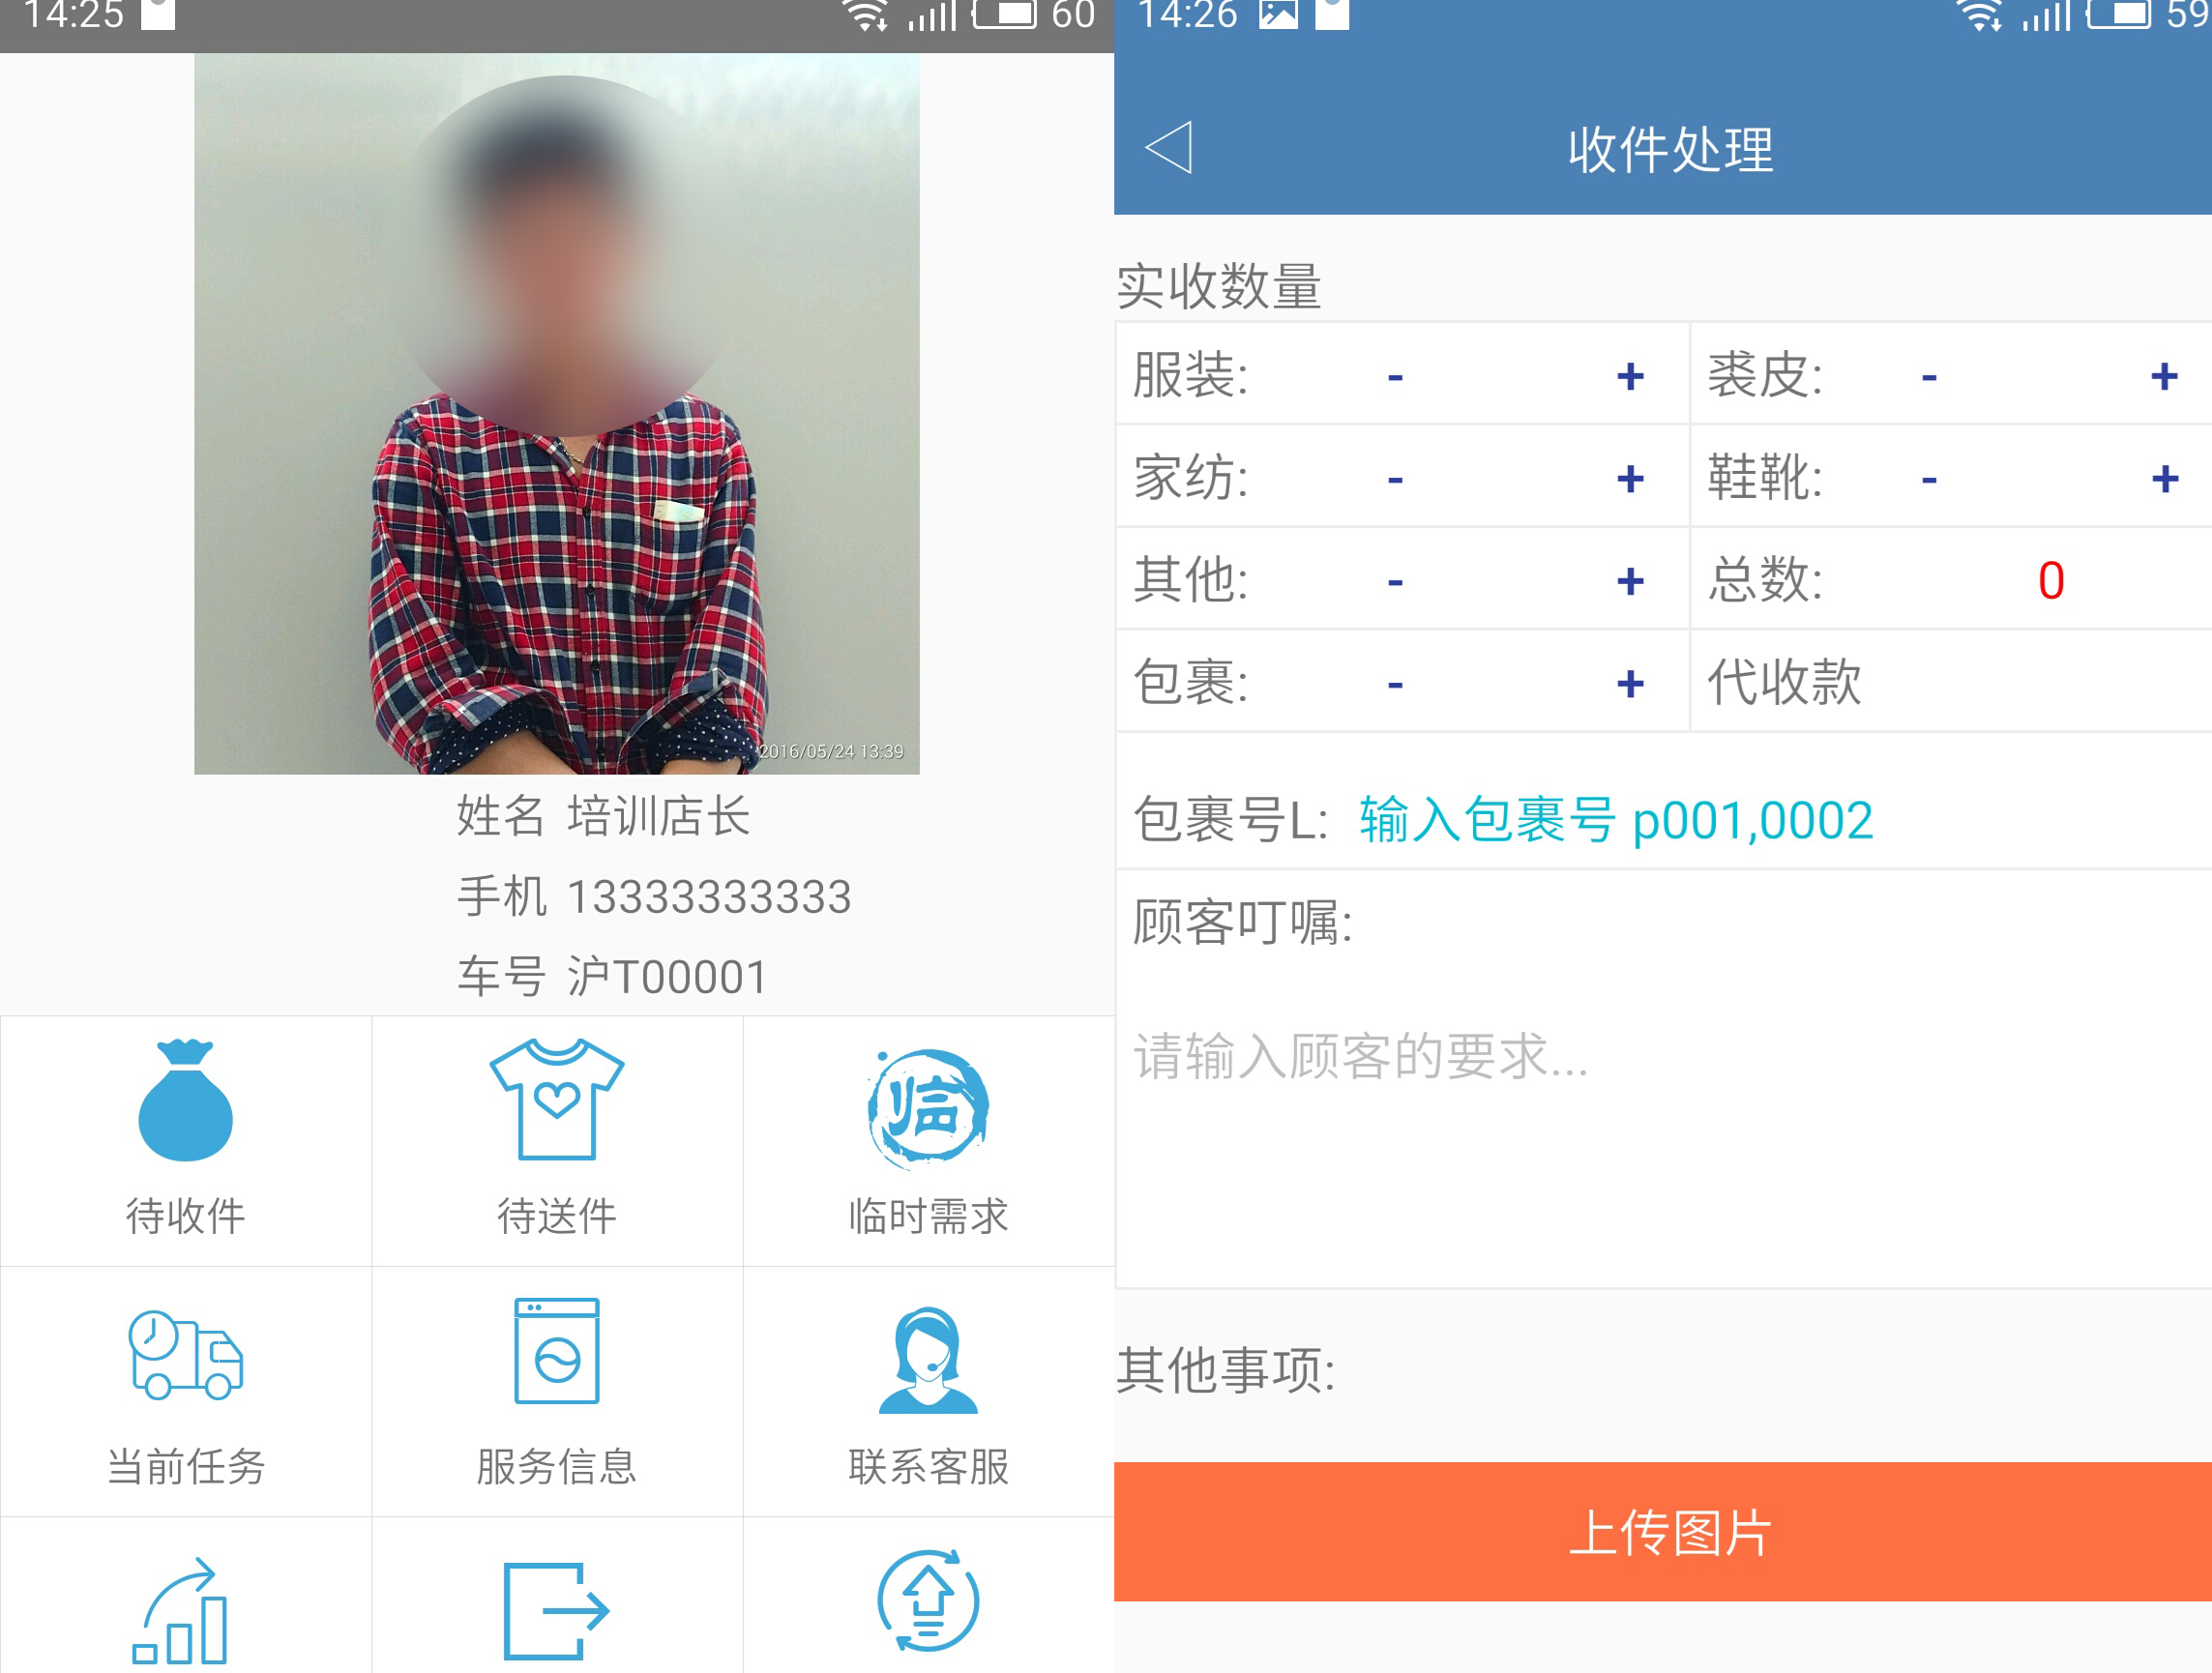 14:25
60
2016/05/24 13:39
姓名 培训店长
手机 13333333333
车号 沪T00001
临
待收件 待送件 临时需求
当前任务 服务信息 联系客服
14:26
59
收件处理
实收数量
服装: - + 裘皮: - +
家纺: - + 鞋靴: - +
其他: - + 总数: 0
包裹: - + 代收款
包裹号L: 输入包裹号 p001,0002
顾客叮嘱:
请输入顾客的要求...
其他事项:
上传图片